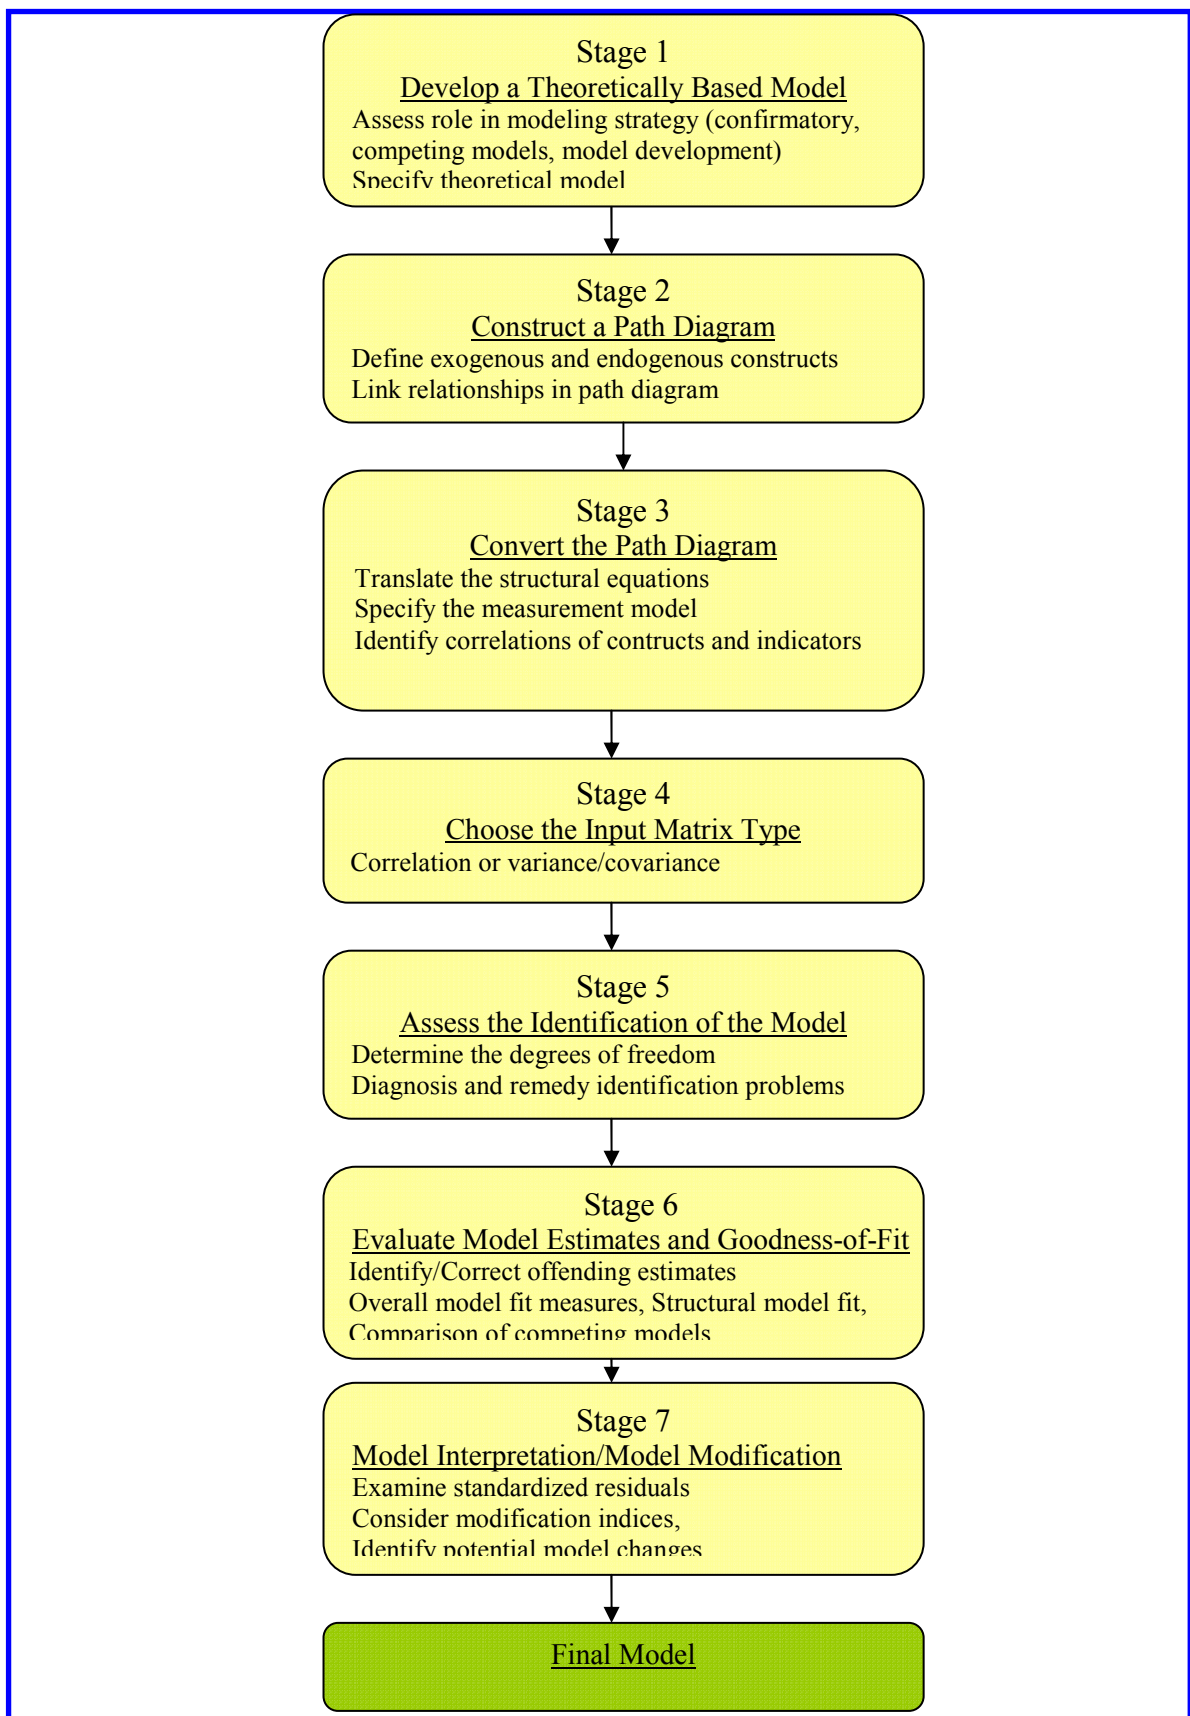 Stage 1
Develop a Theoretically Based Model
Assess role in modeling strategy (confirmatory,
competing models, model development)
Specify theoretical model
Stage 2
Construct a Path Diagram
Define exogenous and endogenous constructs
Link relationships in path diagram
Stage 3
Convert the Path Diagram
Translate the structural equations
Specify the measurement model
Identify correlations of contructs and indicators
Stage 4
Choose the Input Matrix Type
Correlation or variance/covariance
Stage 5
Assess the Identification of the Model
Determine the degrees of freedom
Diagnosis and remedy identification problems
Stage 6
Evaluate Model Estimates and Goodness-of-Fit
Identify/Correct offending estimates
Overall model fit measures, Structural model fit,
Comparison of competing models
Stage 7
Model Interpretation/Model Modification
Examine standardized residuals
Consider modification indices,
Identify potential model changes
Final Model